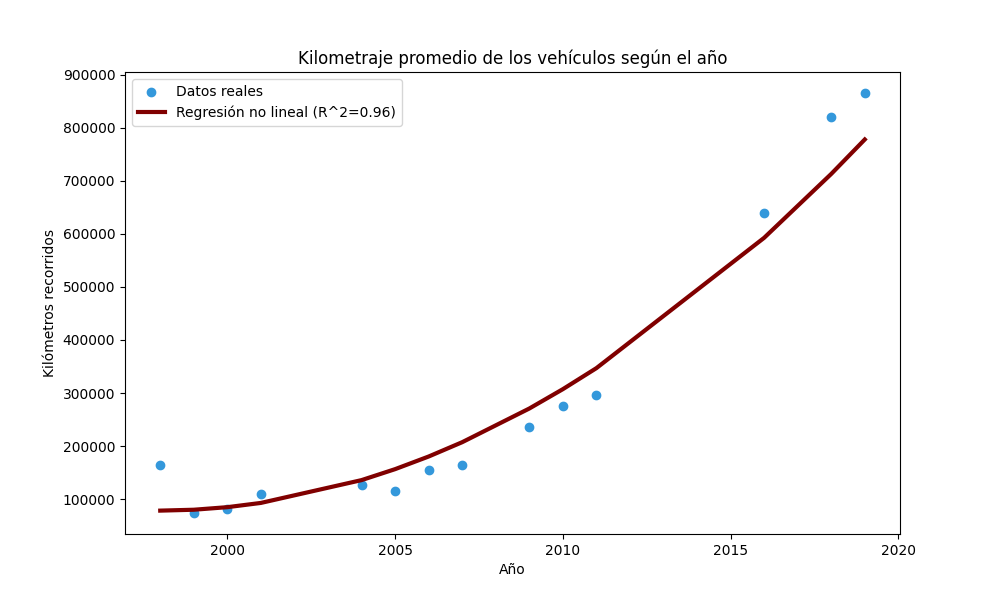 Kilometraje promedio de los vehículos según el año
Datos reales
Regresión no lineal (R^2=0.96)
Kilómetros recorridos
900000
800000
700000
600000
500000
400000
300000
200000
100000
2000
2005
2010
2015
2020
Año